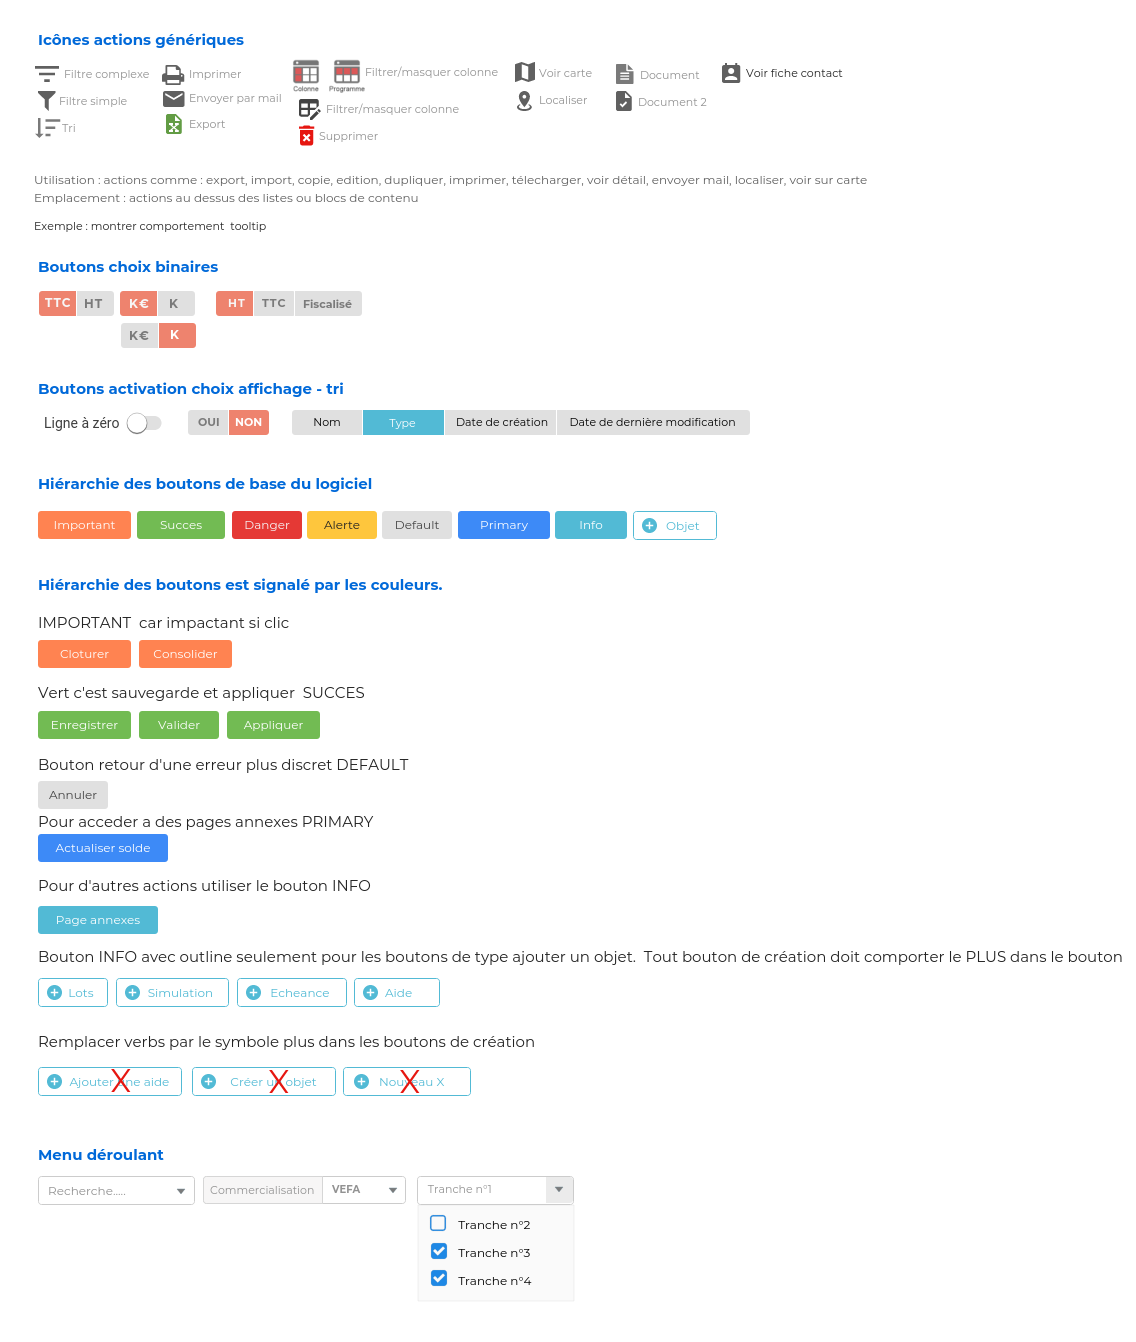 Icônes actions génériques
Filtre complexe
Imprimer
Colonne
Programme
Filtrer/masquer colonne
Voir carte
Document
Voir fiche contact
Filtre simple
Envoyer par mail
Filtrer/masquer colonne
Localiser
Document 2
Tri
Export
Supprimer
Utilisation : actions comme : export, import, copie, edition, dupliquer, imprimer, télecharger, voir détail, envoyer mail, localiser, voir sur carte
Emplacement : actions au dessus des listes ou blocs de contenu
Exemple : montrer comportement  tooltip
Boutons choix binaires
TTC HT K€ K HT TTC Fiscalisé
K€ K
Boutons activation choix affichage - tri
Ligne à zéro OUI NON Nom Type Date de création Date de dernière modification
Hiérarchie des boutons de base du logiciel
Important Succes Danger Alerte Default Primary Info Objet
Hiérarchie des boutons est signalé par les couleurs.
IMPORTANT  car impactant si clic
Cloturer Consolider
Vert c'est sauvegarde et appliquer  SUCCES
Enregistrer Valider Appliquer
Bouton retour d'une erreur plus discret DEFAULT
Annuler
Pour acceder a des pages annexes PRIMARY
Actualiser solde
Pour d'autres actions utiliser le bouton INFO
Page annexes
Bouton INFO avec outline seulement pour les boutons de type ajouter un objet.  Tout bouton de création doit comporter le PLUS dans le bouton
Lots Simulation Echeance Aide
Remplacer verbs par le symbole plus dans les boutons de création
Ajouter une aide Créer un objet Nouveau X
X X X
Menu déroulant
Recherche..... Commercialisation VEFA Tranche n°1
Tranche n°2
Tranche n°3
Tranche n°4